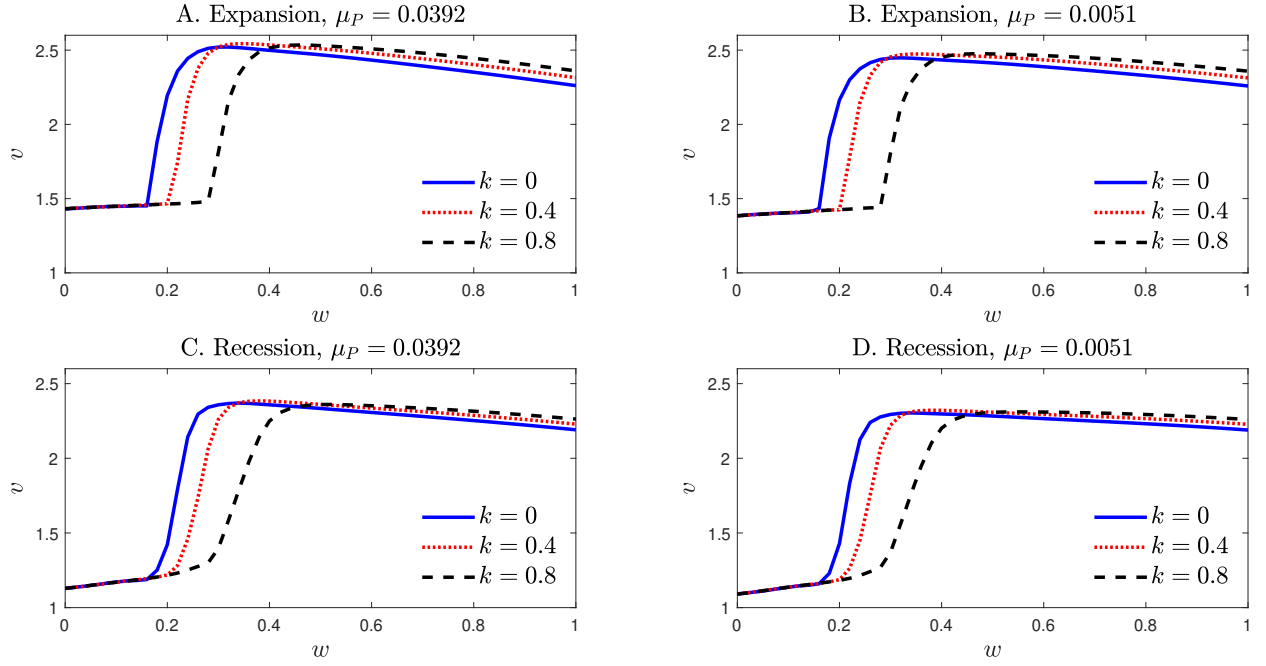 A. Expansion, μ_P = 0.0392
2.5
2
1.5
1
v
0 0.2 0.4 0.6 0.8 1
w
k = 0
k = 0.4
k = 0.8
B. Expansion, μ_P = 0.0051
2.5
2
1.5
1
v
0 0.2 0.4 0.6 0.8 1
w
k = 0
k = 0.4
k = 0.8
C. Recession, μ_P = 0.0392
2.5
2
1.5
1
v
0 0.2 0.4 0.6 0.8 1
w
k = 0
k = 0.4
k = 0.8
D. Recession, μ_P = 0.0051
2.5
2
1.5
1
v
0 0.2 0.4 0.6 0.8 1
w
k = 0
k = 0.4
k = 0.8